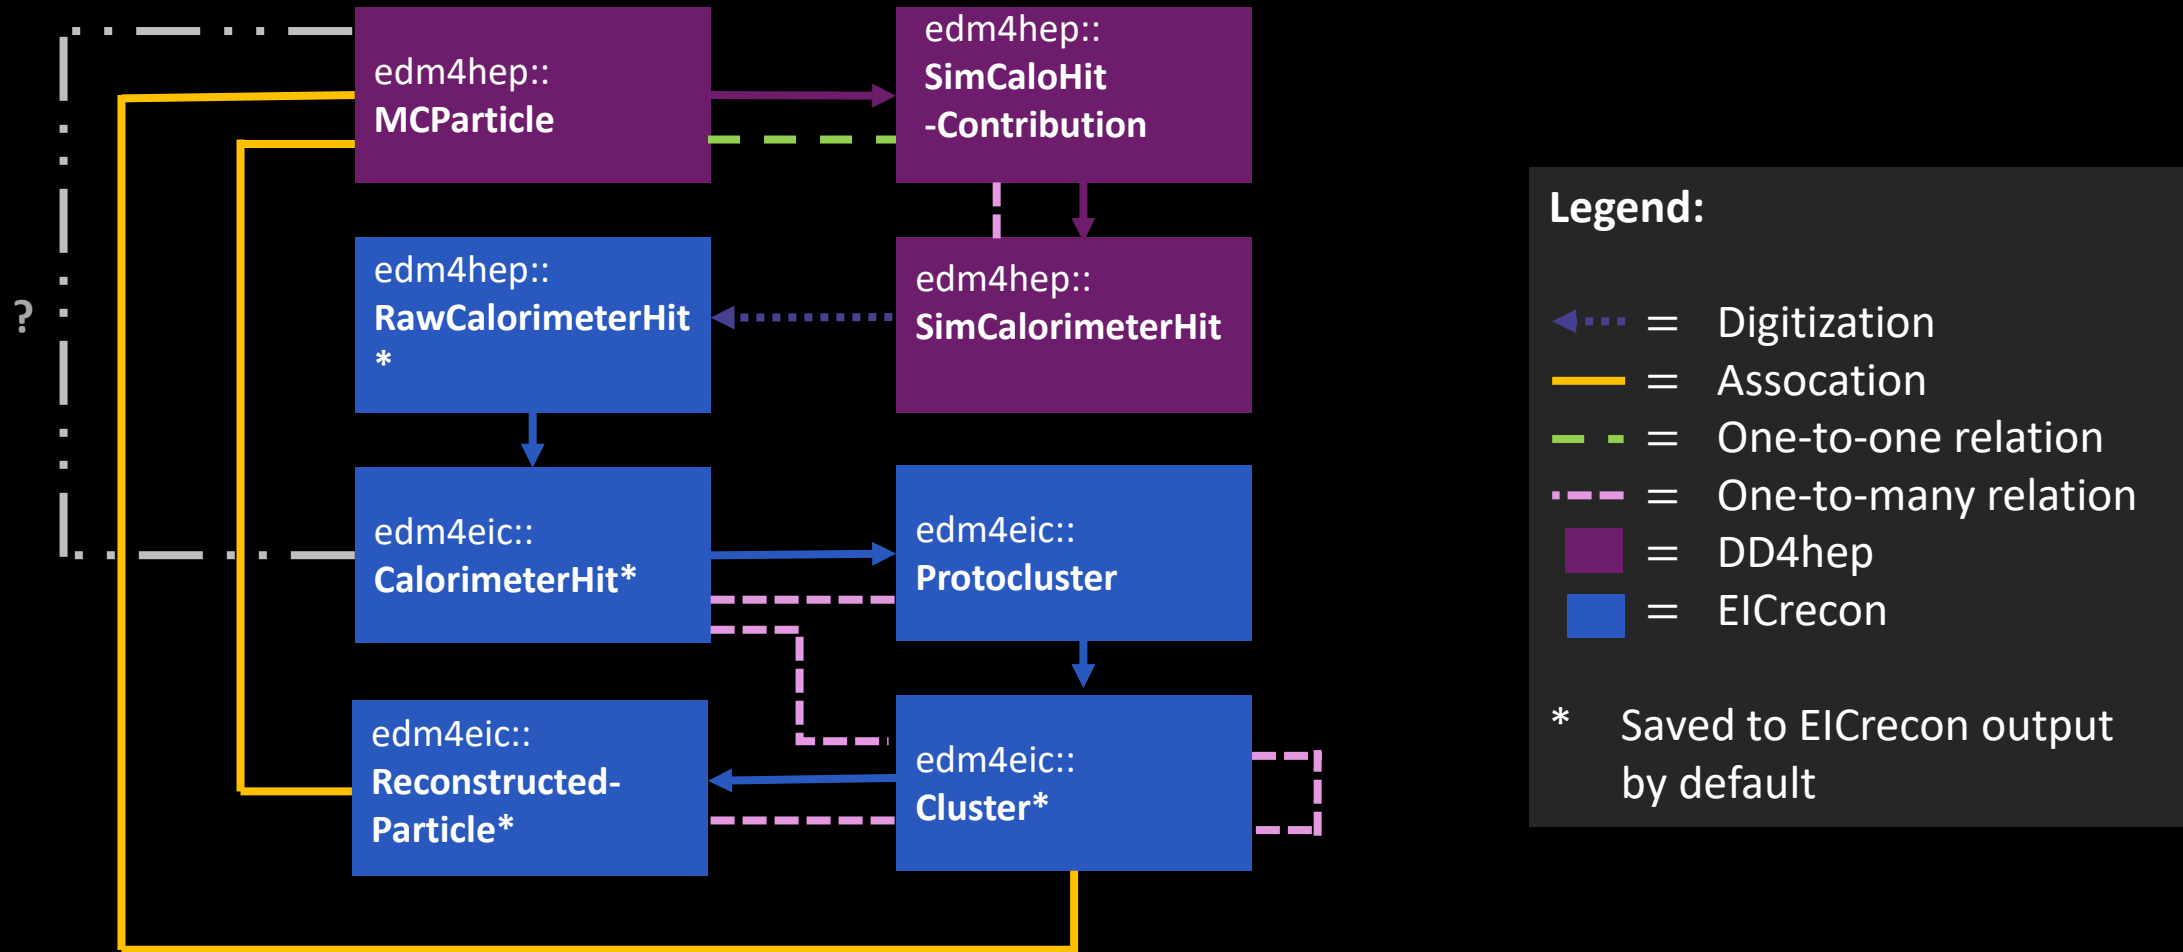 edm4hep::
MCParticle
edm4hep::
SimCaloHit
-Contribution
edm4hep::
RawCalorimeterHit
*
edm4hep::
SimCalorimeterHit
?
edm4eic::
CalorimeterHit*
edm4eic::
Protocluster
edm4eic::
Reconstructed-
Particle*
edm4eic::
Cluster*
Legend:
= Digitization
= Assocation
= One-to-one relation
= One-to-many relation
= DD4hep
= EICrecon
* Saved to EICrecon output
by default